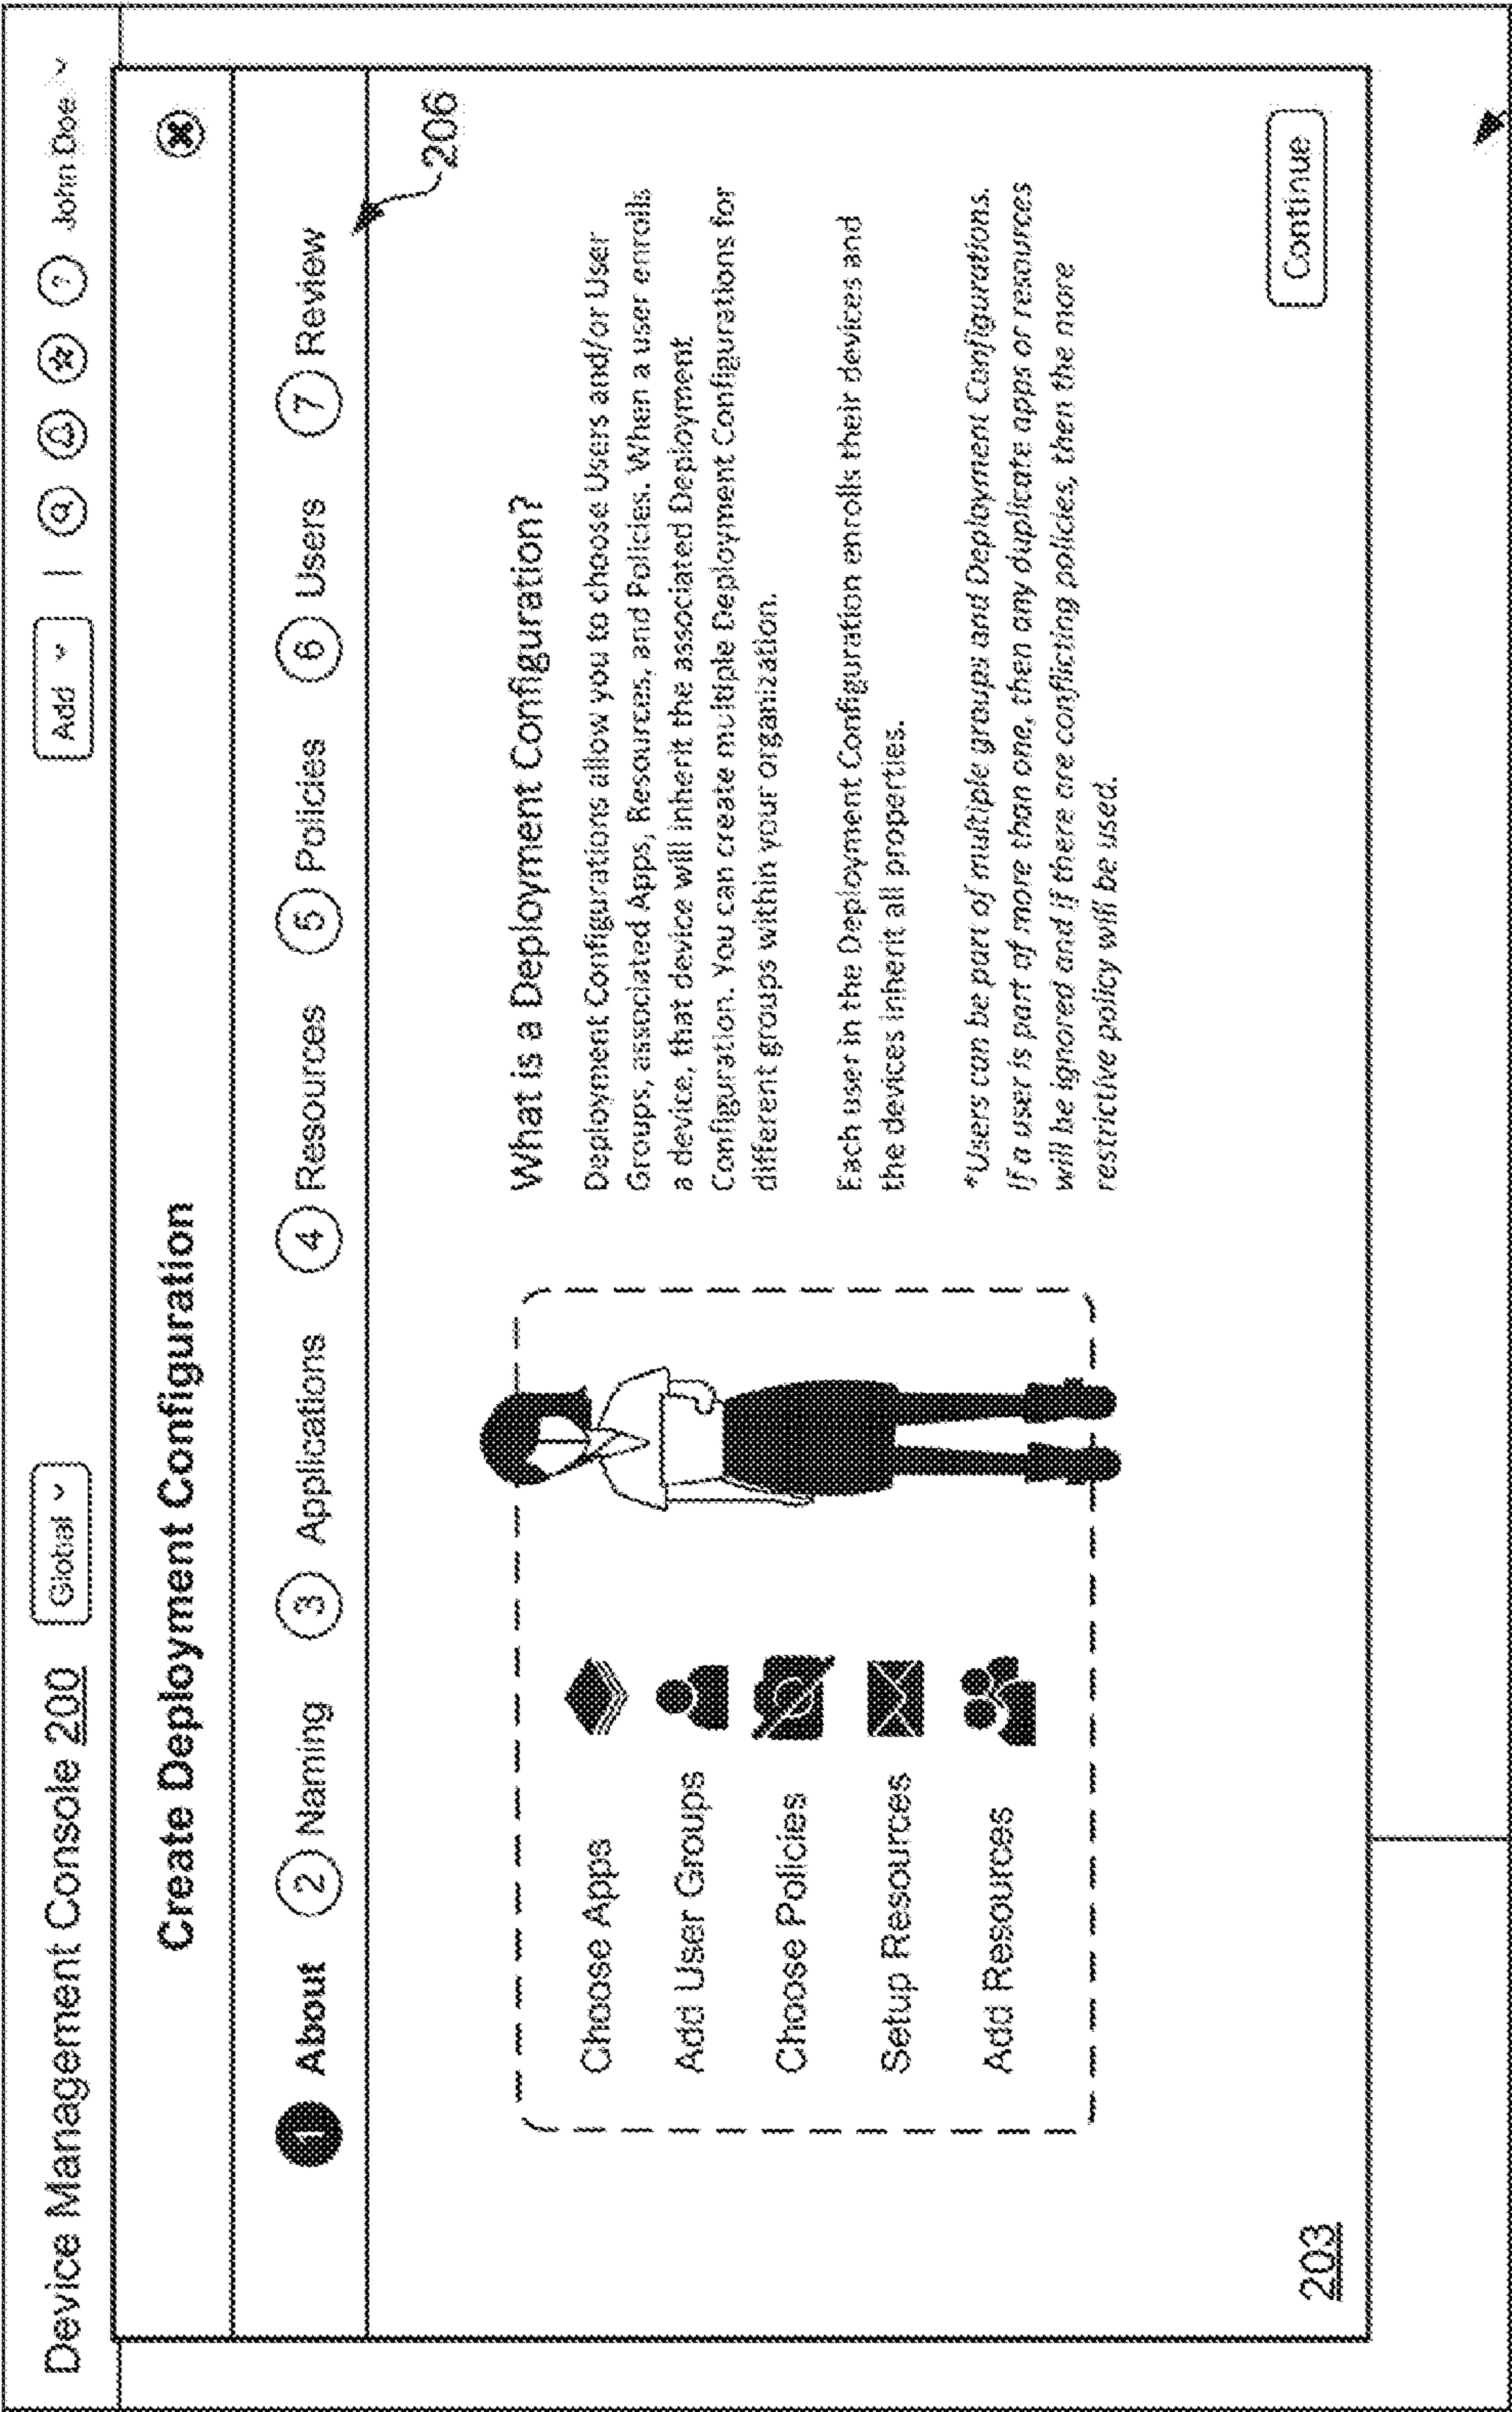 Device Management Console 200 Global Add | John Doe
Create Deployment Configuration
1 About 2 Naming 3 Applications 4 Resources 5 Policies 6 Users 7 Review
206
Choose Apps
Add User Groups
Choose Policies
Setup Resources
Add Resources
What is a Deployment Configuration?
Deployment Configurations allow you to choose Users and/or User
Groups, associated Apps, Resources, and Policies. When a user enrolls
a device, that device will inherit the associated Deployment
Configuration. You can create multiple Deployment Configurations for
different groups within your organization.
Each user in the Deployment Configuration enrolls their devices and
the devices inherit all properties.
*Users can be part of multiple groups and Deployment Configurations.
If a user is part of more than one, then any duplicate apps or resources
will be ignored and if there are conflicting policies, then the more
restrictive policy will be used.
203
Continue